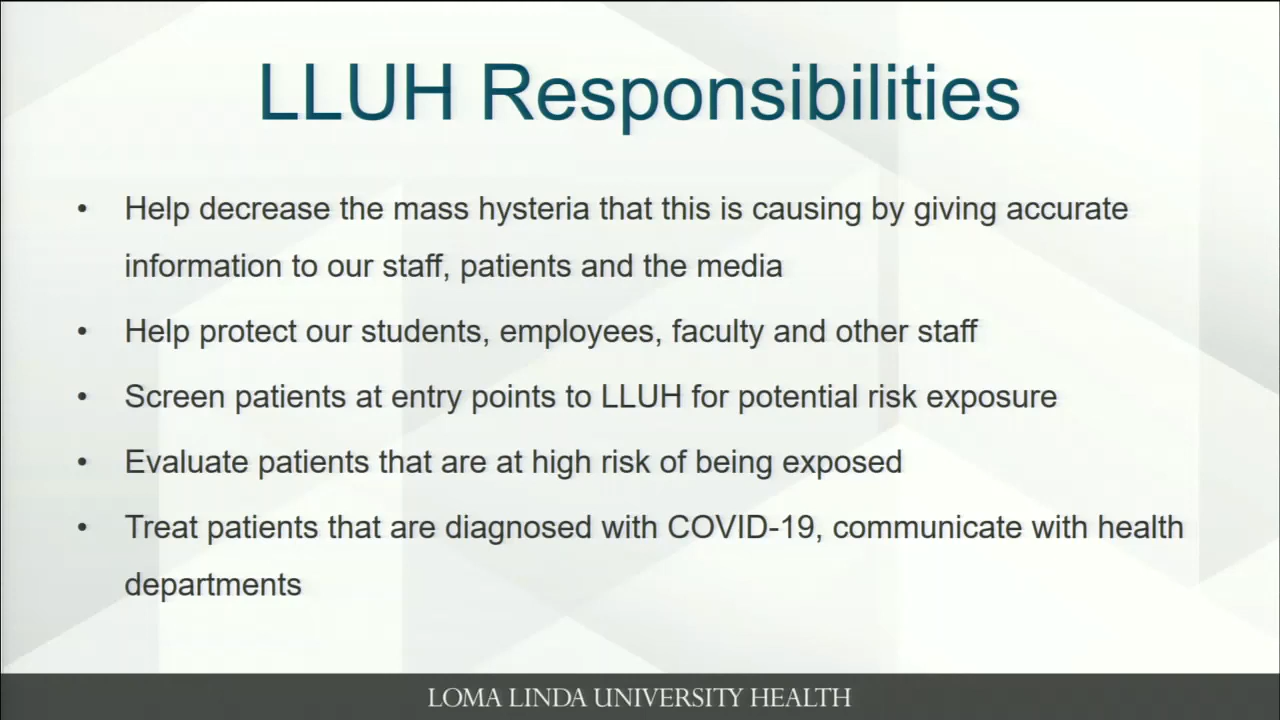 LLUH Responsibilities
• Help decrease the mass hysteria that this is causing by giving accurate
information to our staff, patients and the media
• Help protect our students, employees, faculty and other staff
• Screen patients at entry points to LLUH for potential risk exposure
• Evaluate patients that are at high risk of being exposed
• Treat patients that are diagnosed with COVID-19, communicate with health
departments
LOMA LINDA UNIVERSITY HEALTH